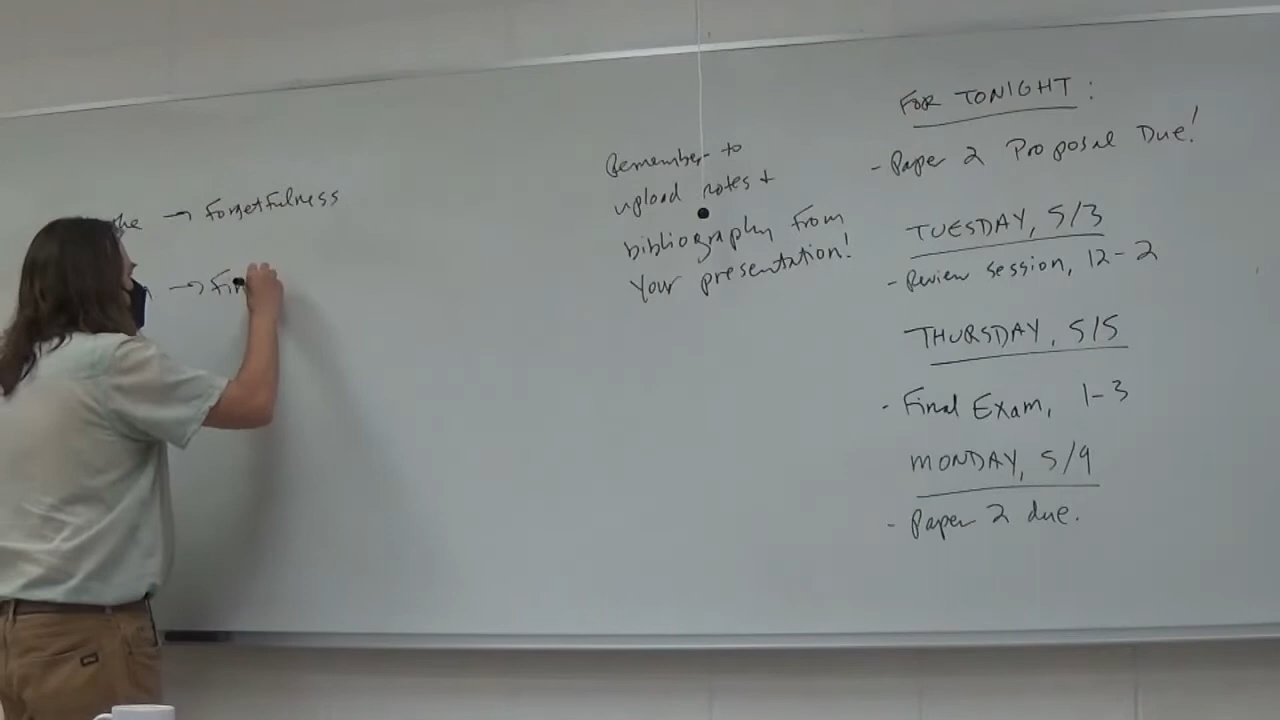 → Forgetfulness
→
Remember to
upload notes +
bibliography from
your presentation!
FOR TONIGHT:
- Paper 2 Proposal Due!
TUESDAY, 5/3
- Review session, 12-2
THURSDAY, 5/5
- Final Exam, 1-3
MONDAY, 5/9
- Paper 2 due.